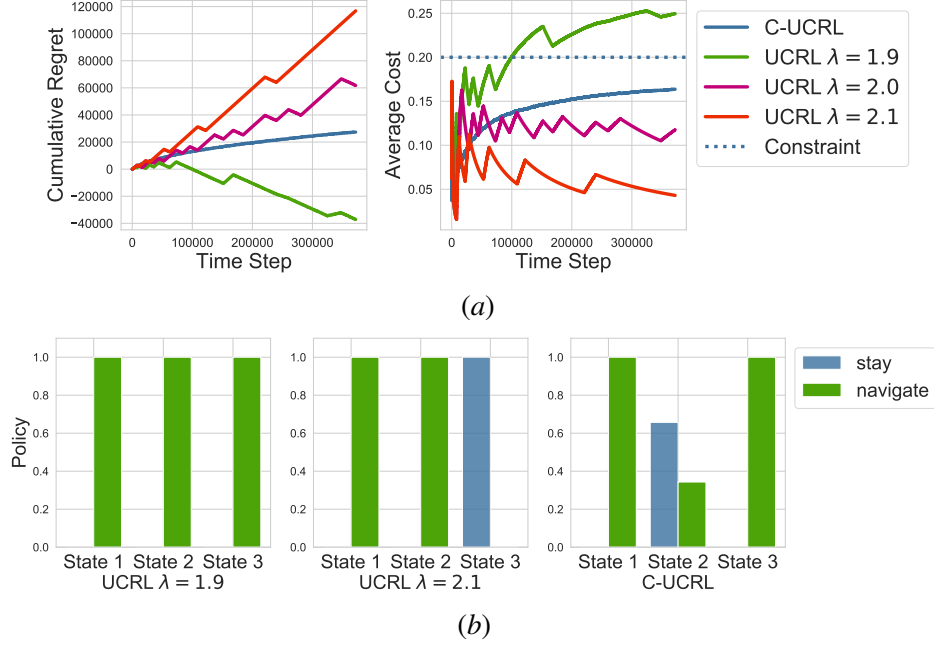 120000
100000
80000
60000
40000
20000
0
−20000
−40000
Cumulative Regret
0 100000 200000 300000
Time Step
0.25
0.20
0.15
0.10
0.05
Average Cost
0 100000 200000 300000
Time Step
C-UCRL
UCRL λ = 1.9
UCRL λ = 2.0
UCRL λ = 2.1
Constraint
(a)
1.0
0.8
0.6
0.4
0.2
0.0
Policy
State 1 State 2 State 3
UCRL λ = 1.9
1.0
0.8
0.6
0.4
0.2
0.0
State 1 State 2 State 3
UCRL λ = 2.1
1.0
0.8
0.6
0.4
0.2
0.0
State 1 State 2 State 3
C-UCRL
stay
navigate
(b)